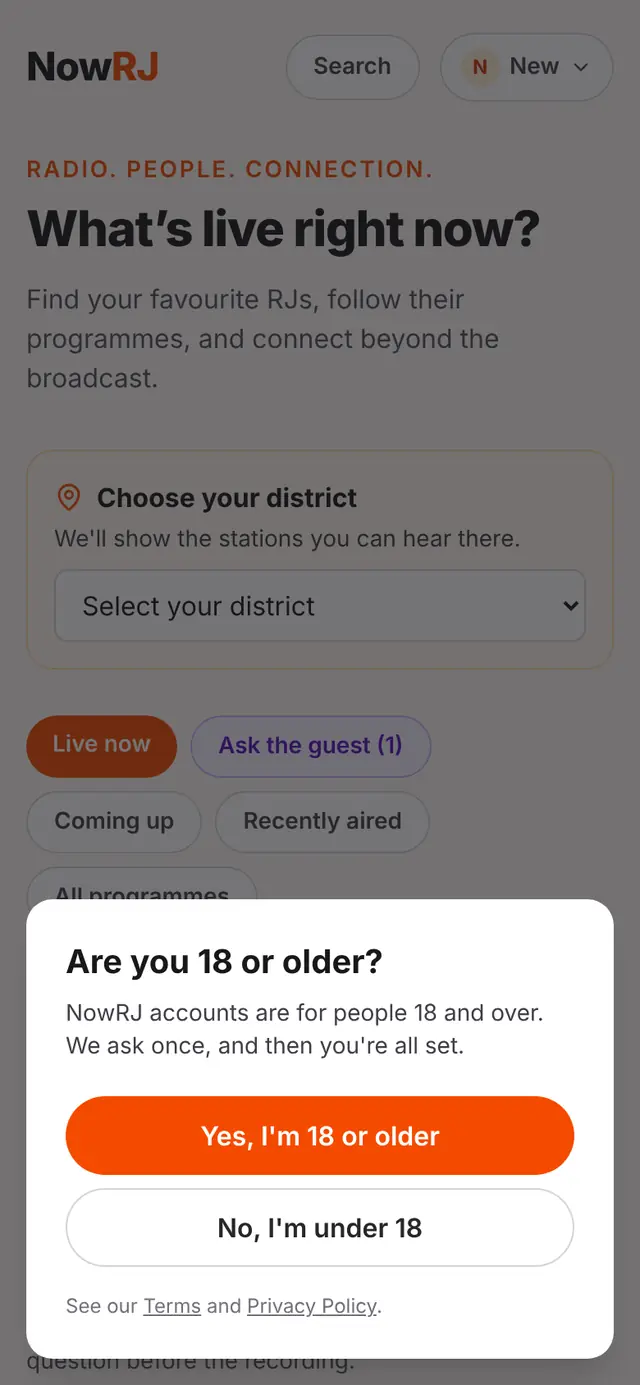 NowRJ
Search
N New
RADIO. PEOPLE. CONNECTION.
What’s live right now?
Find your favourite RJs, follow their
programmes, and connect beyond the
broadcast.
Choose your district
We'll show the stations you can hear there.
Select your district
Live now
Ask the guest (1)
Coming up
Recently aired
All programmes
Are you 18 or older?
NowRJ accounts are for people 18 and over.
We ask once, and then you're all set.
Yes, I'm 18 or older
No, I'm under 18
See our Terms and Privacy Policy.
question before the recording.